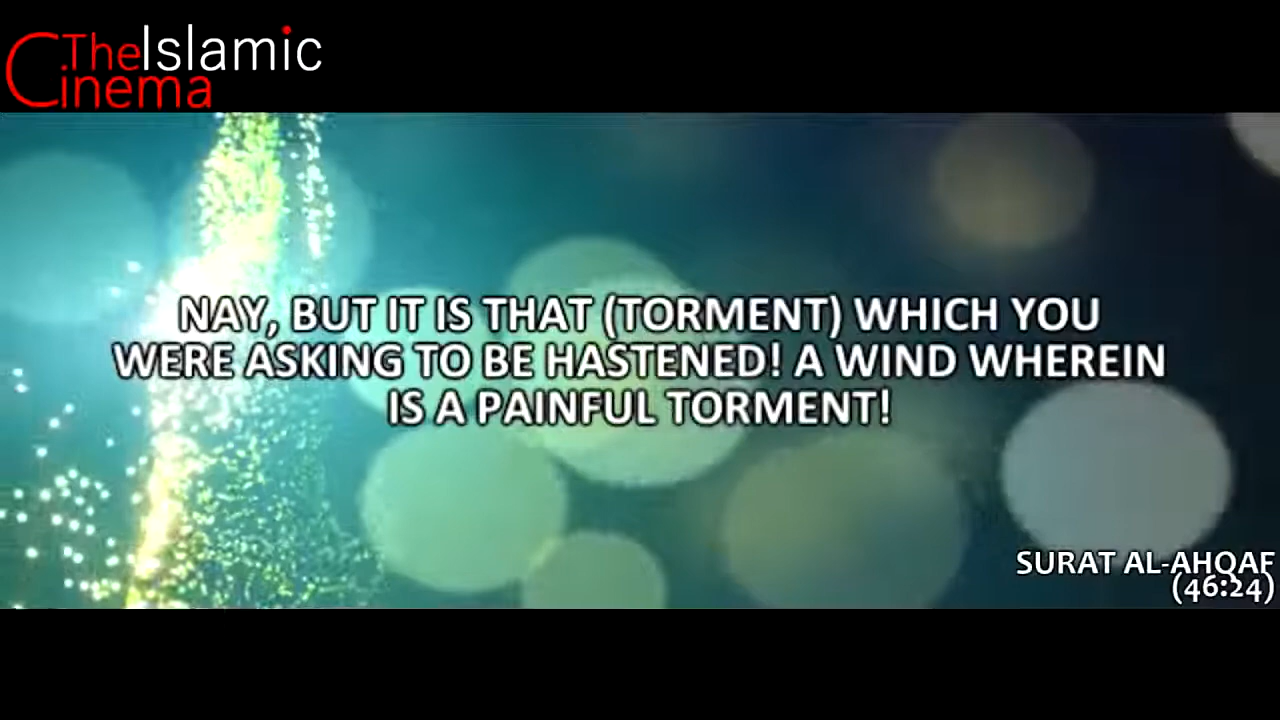 TheIslamic
Cinema
NAY, BUT IT IS THAT (TORMENT) WHICH YOU
WERE ASKING TO BE HASTENED! A WIND WHEREIN
IS A PAINFUL TORMENT!
SURAT AL-AHQAF
(46:24)